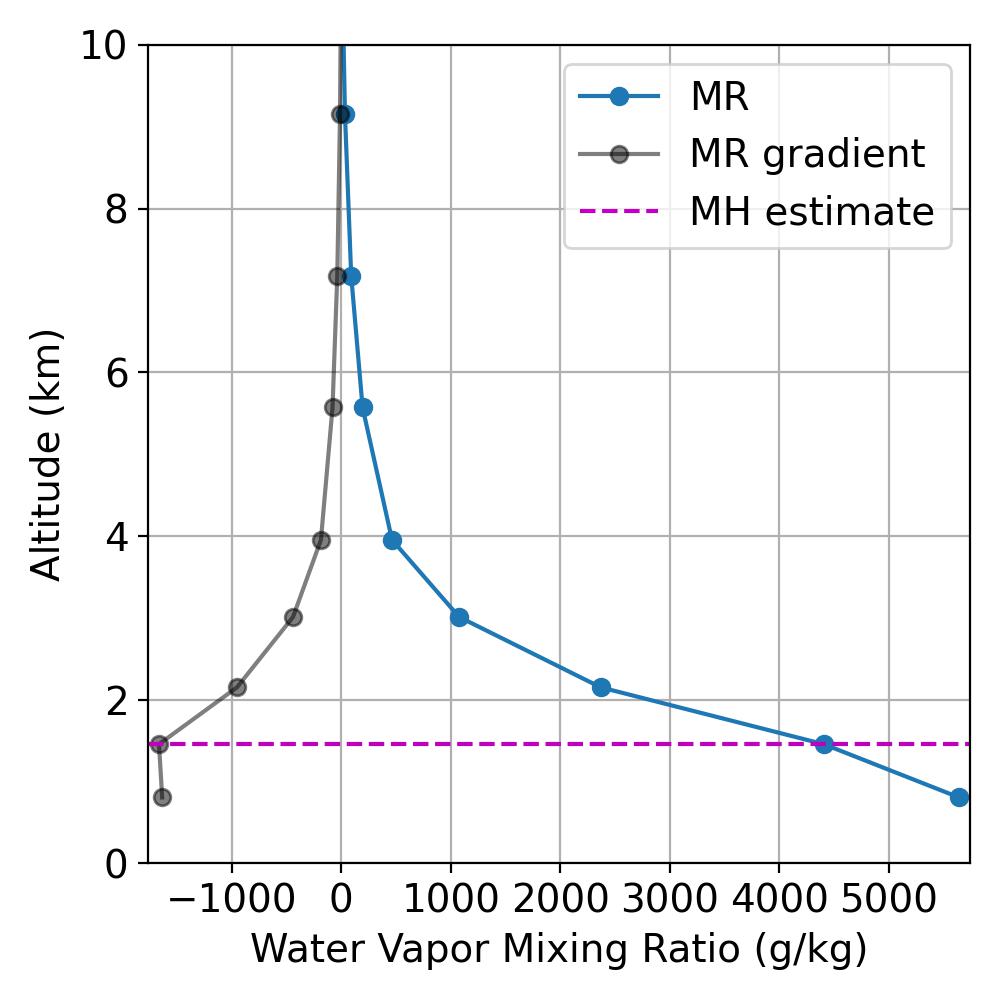 10
8
6
4
2
0
Altitude (km)
MR
MR gradient
MH estimate
−1000 0 1000 2000 3000 4000 5000
Water Vapor Mixing Ratio (g/kg)